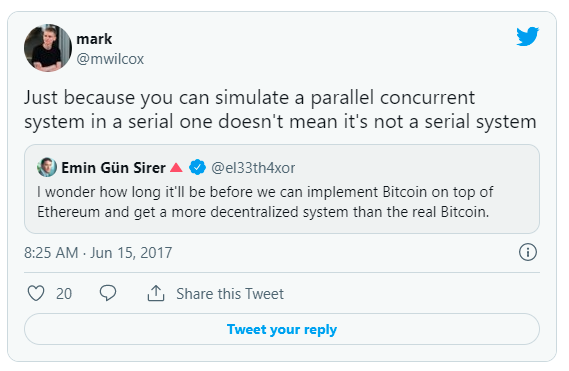 mark
@mwilcox
Just because you can simulate a parallel concurrent
system in a serial one doesn't mean it's not a serial system
Emin Gün Sirer🔺 @el33th4xor
I wonder how long it'll be before we can implement Bitcoin on top of
Ethereum and get a more decentralized system than the real Bitcoin.
8:25 AM · Jun 15, 2017
20 Share this Tweet
Tweet your reply